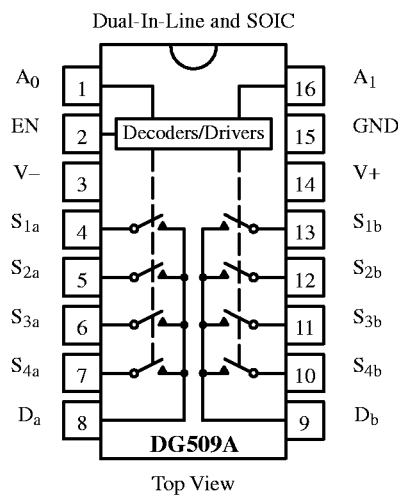 Dual-In-Line and SOIC
A0 1 16 A1
EN 2 Decoders/Drivers 15 GND
V– 3 14 V+
S1a 4 13 S1b
S2a 5 12 S2b
S3a 6 11 S3b
S4a 7 10 S4b
Da 8 9 Db
DG509A
Top View